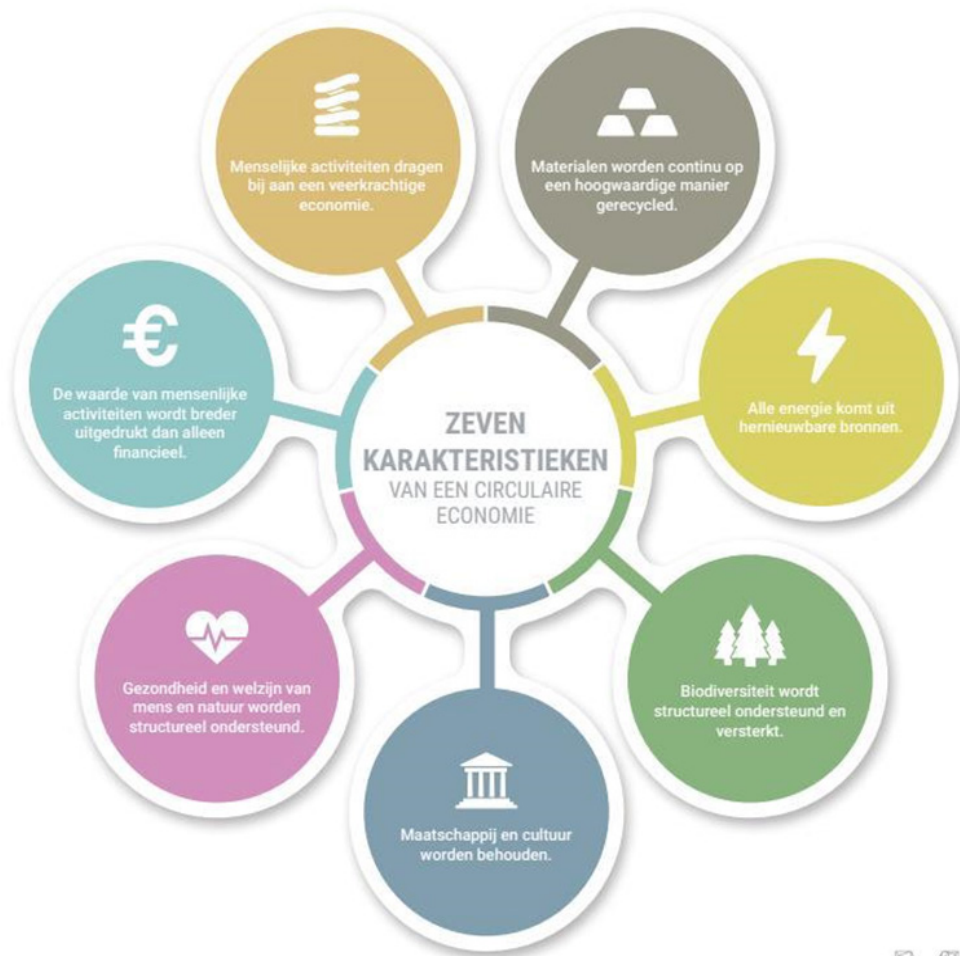 Menselijke activiteiten dragen
bij aan een veerkrachtige
economie.
Materialen worden continu op
een hoogwaardige manier
gerecycled.
De waarde van mensenlijke
activiteiten wordt breder
uitgedrukt dan alleen
financieel.
ZEVEN
KARAKTERISTIEKEN
VAN EEN CIRCULAIRE
ECONOMIE
Alle energie komt uit
hernieuwbare bronnen.
Gezondheid en welzijn van
mens en natuur worden
structureel ondersteund.
Biodiversiteit wordt
structureel ondersteund en
versterkt.
Maatschappij en cultuur
worden behouden.